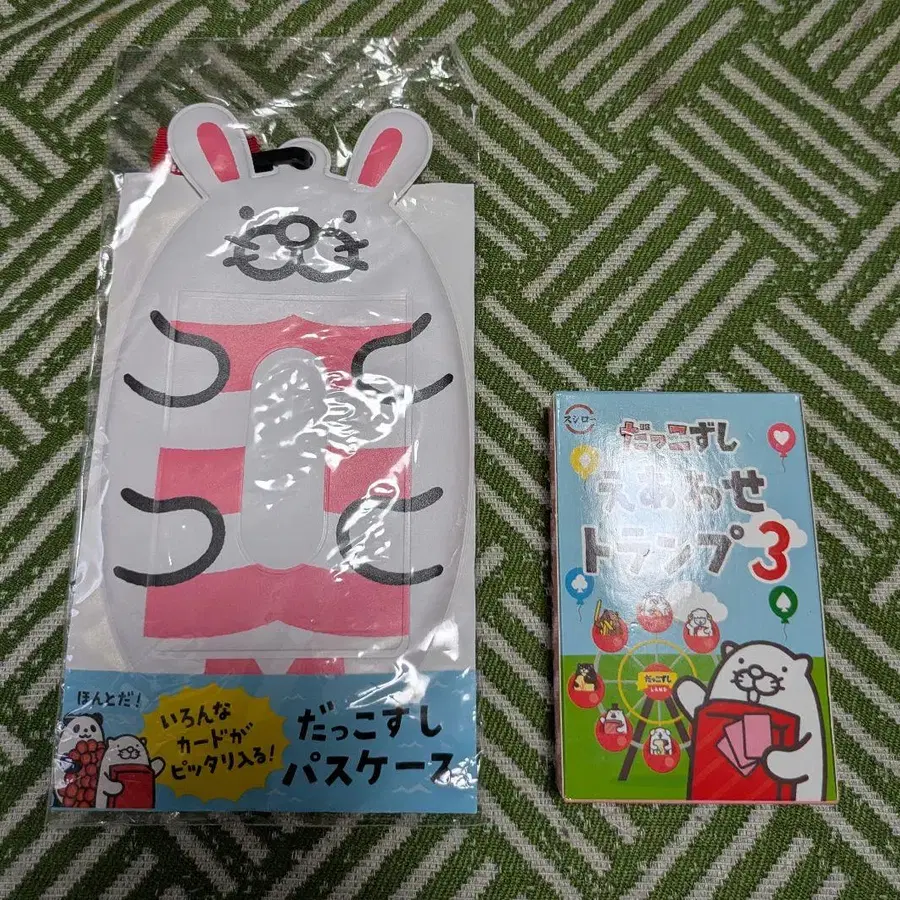 ほんとだ!
いろんな
カードが
ピッタリ入る!
だっこずし
パスケース
スシロー
だっこずし
えあわせ
トランプ3
だっこずし
LAND